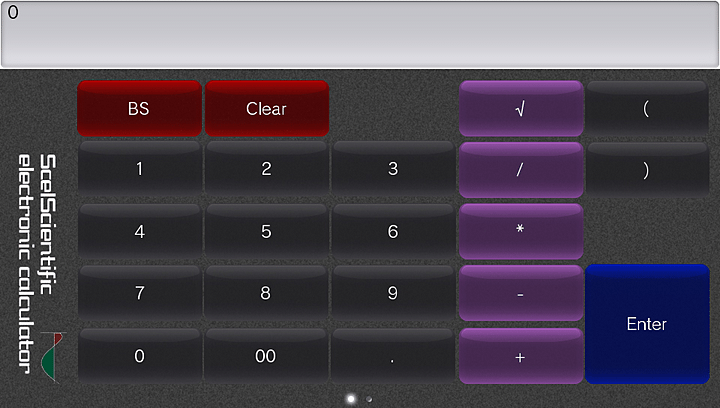 0
BS Clear √ (
1 2 3 / )
4 5 6 *
7 8 9 -
Enter
0 00 . +
ScelScientific
electronic calculator